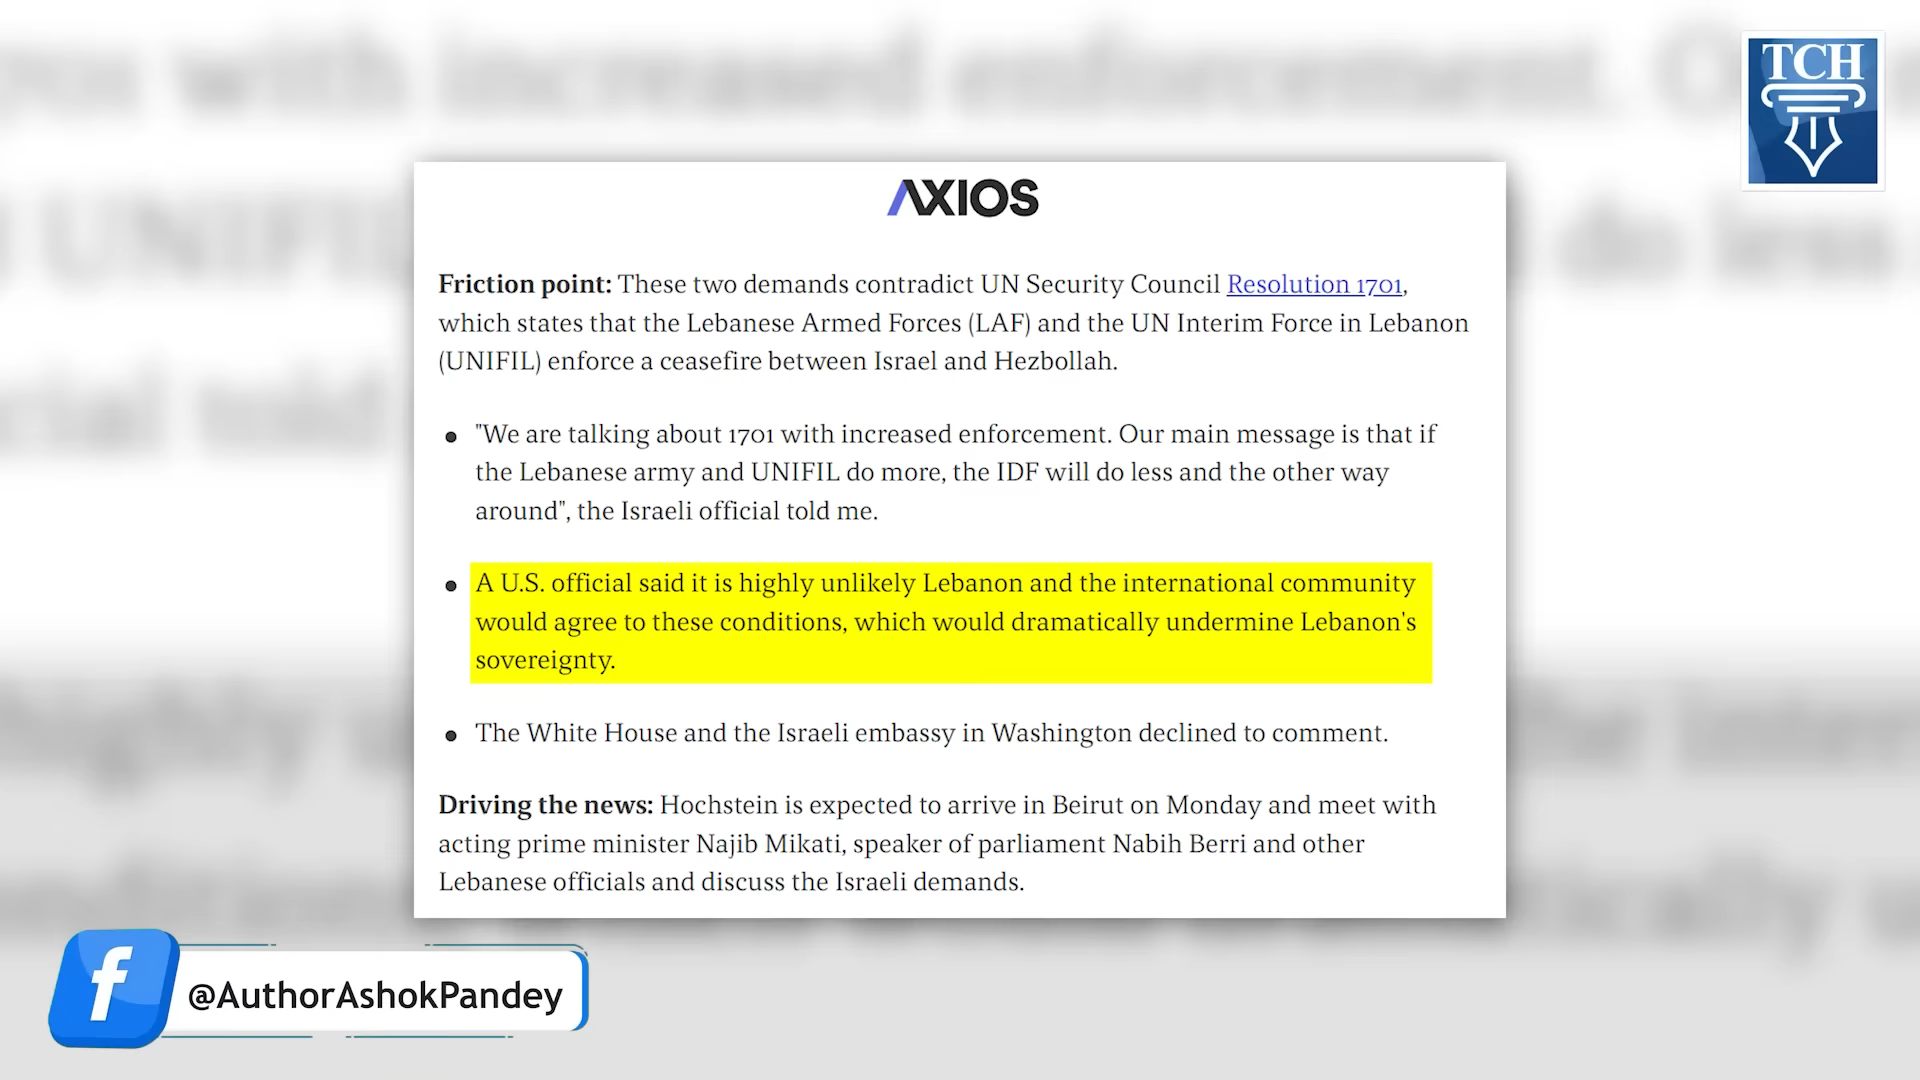 TCH
AXIOS
Friction point: These two demands contradict UN Security Council Resolution 1701,
which states that the Lebanese Armed Forces (LAF) and the UN Interim Force in Lebanon
(UNIFIL) enforce a ceasefire between Israel and Hezbollah.
● "We are talking about 1701 with increased enforcement. Our main message is that if
the Lebanese army and UNIFIL do more, the IDF will do less and the other way
around", the Israeli official told me.
● A U.S. official said it is highly unlikely Lebanon and the international community
would agree to these conditions, which would dramatically undermine Lebanon's
sovereignty.
● The White House and the Israeli embassy in Washington declined to comment.
Driving the news: Hochstein is expected to arrive in Beirut on Monday and meet with
acting prime minister Najib Mikati, speaker of parliament Nabih Berri and other
Lebanese officials and discuss the Israeli demands.
f @AuthorAshokPandey